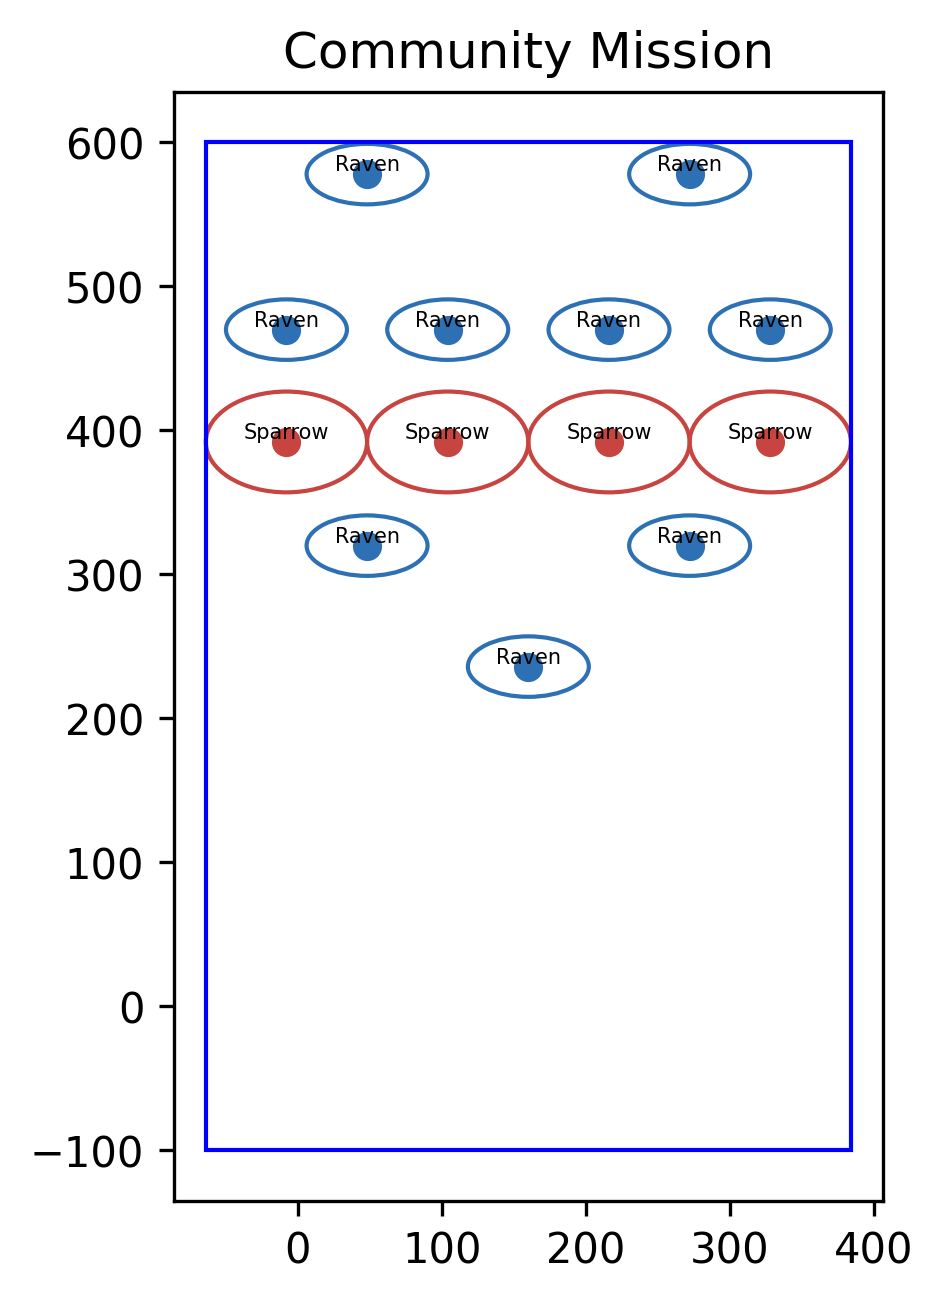 Community Mission
600
Raven Raven
500
Raven Raven Raven Raven
400
Sparrow Sparrow Sparrow Sparrow
Raven Raven
300
Raven
200
100
0
−100
0 100 200 300 400